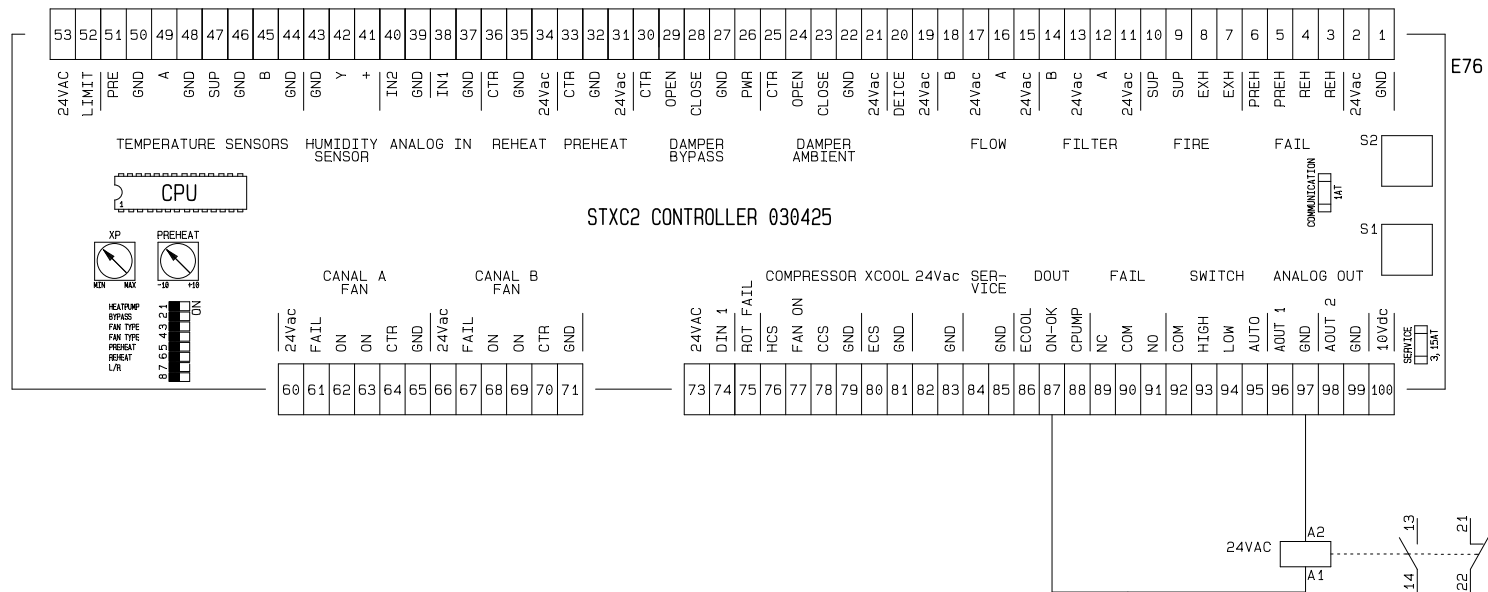 53 52 51 50 49 48 47 46 45 44 43 42 41 40 39 38 37 36 35 34 33 32 31 30 29 28 27 26 25 24 23 22 21 20 19 18 17 16 15 14 13 12 11 10 9 8 7 6 5 4 3 2 1
E76
24VAC LIMIT PRE GND A GND SUP GND B GND GND Y + IN2 GND IN1 GND CTR GND 24Vac CTR GND 24Vac CTR OPEN CLOSE GND PWR CTR OPEN CLOSE GND 24Vac DEICE 24Vac B 24Vac A 24Vac B 24Vac A 24Vac SUP SUP EXH EXH PREH PREH REH REH 24Vac GND
TEMPERATURE SENSORS HUMIDITY ANALOG IN REHEAT PREHEAT DAMPER DAMPER FLOW FILTER FIRE FAIL
SENSOR BYPASS AMBIENT
S2
CPU
1
COMMUNICATION
1AT
STXC2 CONTROLLER 030425
S1
XP PREHEAT
MIN MAX -10 +10
CANAL A CANAL B COMPRESSOR XCOOL 24Vac SER- DOUT FAIL SWITCH ANALOG OUT
FAN FAN VICE
ON
HEATPUMP 1
BYPASS 2
FAN TYPE 3
FAN TYPE 4
PREHEAT 5
REHEAT 6
L/R 7
8
24Vac FAIL ON ON CTR GND 24Vac FAIL ON ON CTR GND
24VAC DIN 1 ROT FAIL HCS FAN ON CCS GND ECS GND GND GND ECOOL ON-OK CPUMP NC COM NO COM HIGH LOW AUTO AOUT 1 GND AOUT 2 GND 10Vdc
SERVICE
3,15AT
60 61 62 63 64 65 66 67 68 69 70 71
73 74 75 76 77 78 79 80 81 82 83 84 85 86 87 88 89 90 91 92 93 94 95 96 97 98 99 100
A2 13 21
24VAC
A1 14 22